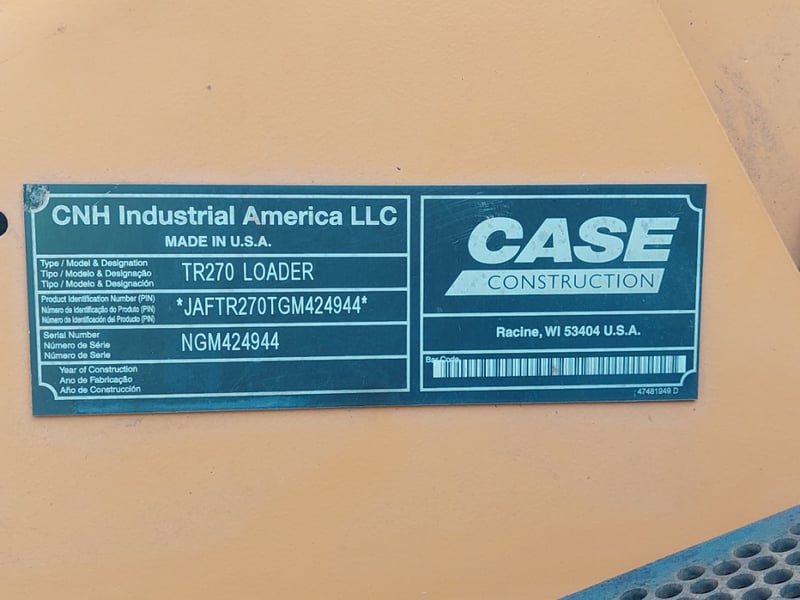 CNH Industrial America LLC
MADE IN U.S.A.
Type / Model & Designation
Tipo / Modelo & Designação
Tipo / Modelo & Designación
TR270 LOADER
Product Identification Number (PIN)
Número de Identificação do Produto (PIN)
Número de Identificación del Producto (PIN)
*JAFTR270TGM424944*
Serial Number
Número de Série
Número de Serie
NGM424944
Year of Construction
Ano de Fabricação
Año de Construcción
CASE
CONSTRUCTION
Racine, WI 53404 U.S.A.
Bar Code
47481949 D